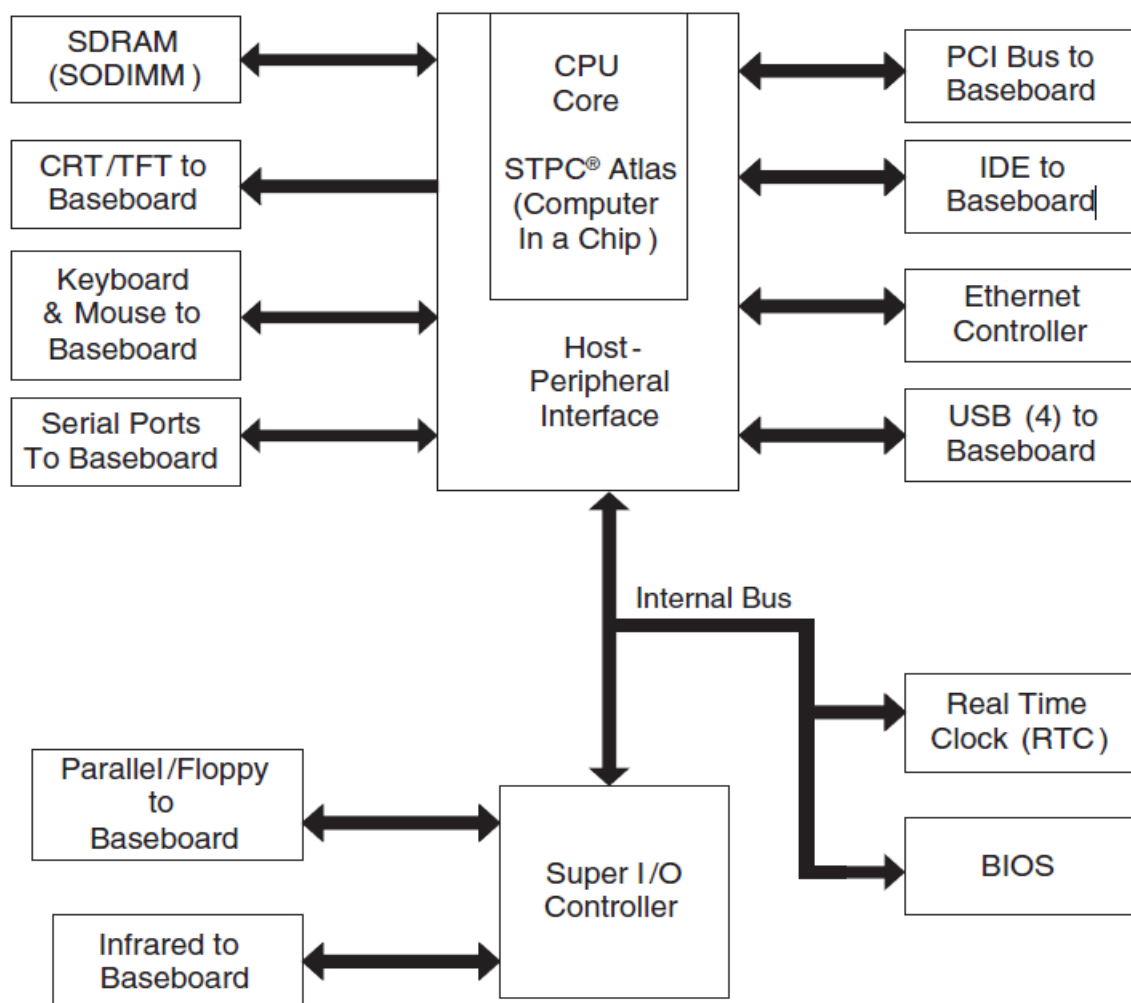 SDRAM
(SODIMM)
CRT/TFT to
Baseboard
Keyboard
& Mouse to
Baseboard
Serial Ports
To Baseboard
CPU
Core
STPC® Atlas
(Computer
In a Chip)
Host-
Peripheral
Interface
PCI Bus to
Baseboard
IDE to
Baseboard
Ethernet
Controller
USB (4) to
Baseboard
Internal Bus
Real Time
Clock (RTC)
BIOS
Parallel/Floppy
to
Baseboard
Infrared to
Baseboard
Super I/O
Controller